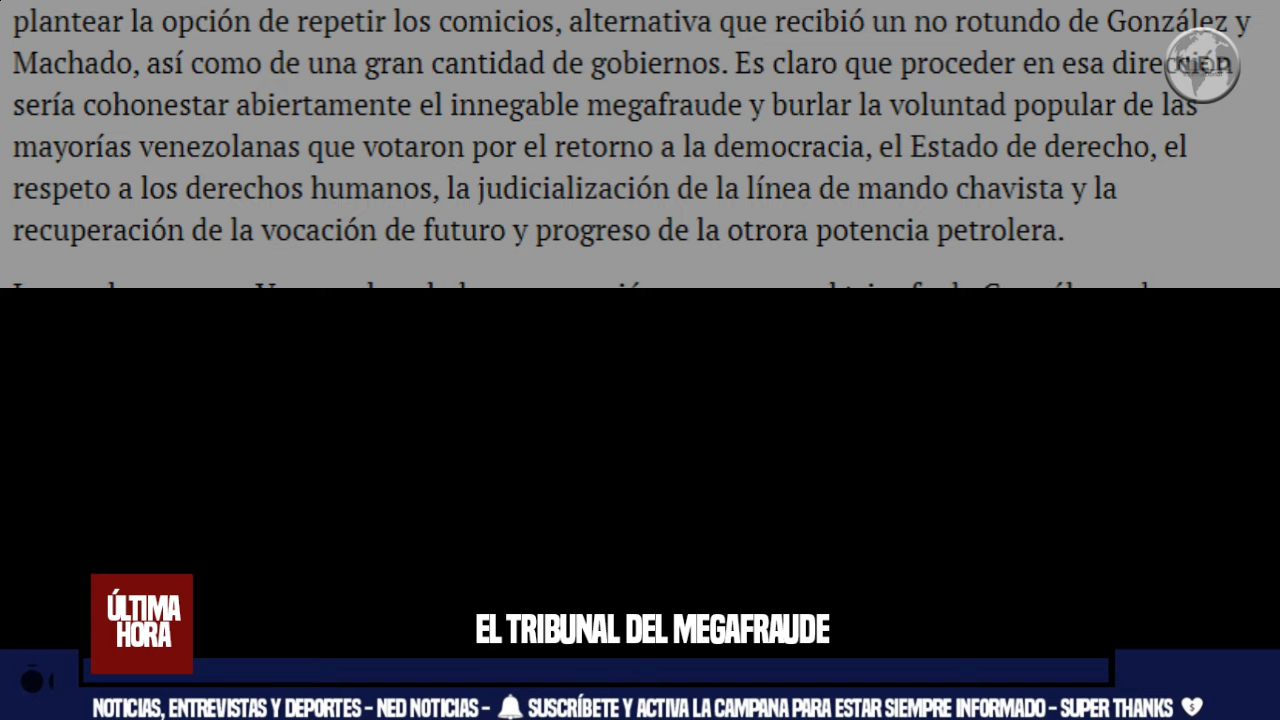 plantear la opción de repetir los comicios, alternativa que recibió un no rotundo de González y
Machado, así como de una gran cantidad de gobiernos. Es claro que proceder en esa dirección
sería cohonestar abiertamente el innegable megafraude y burlar la voluntad popular de las
mayorías venezolanas que votaron por el retorno a la democracia, el Estado de derecho, el
respeto a los derechos humanos, la judicialización de la línea de mando chavista y la
recuperación de la vocación de futuro y progreso de la otrora potencia petrolera.
NED
ÚLTIMA
HORA
EL TRIBUNAL DEL MEGAFRAUDE
NOTICIAS, ENTREVISTAS Y DEPORTES - NED NOTICIAS - 🔔 SUSCRÍBETE Y ACTIVA LA CAMPANA PARA ESTAR SIEMPRE INFORMADO - SUPER THANKS